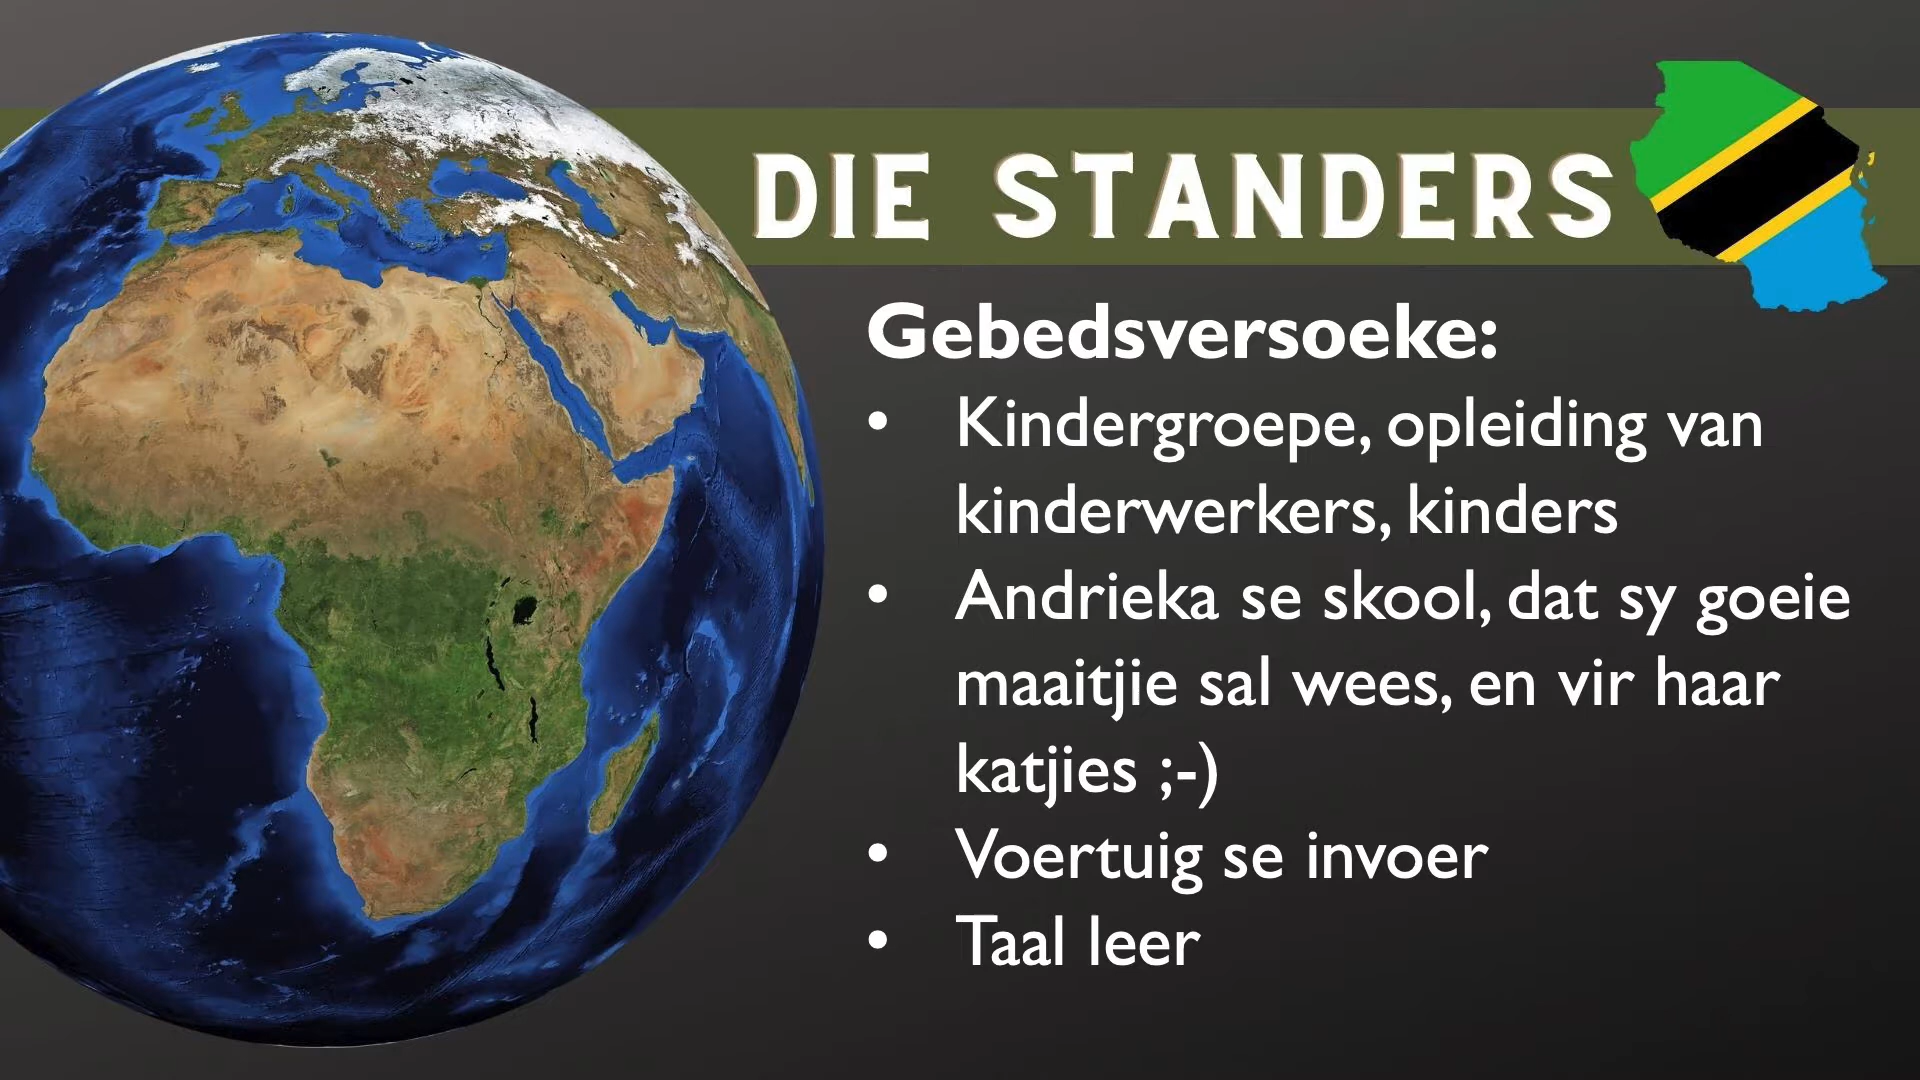 DIE STANDERS
Gebedsversoeke:
• Kindergroepe, opleiding van
kinderwerkers, kinders
• Andrieka se skool, dat sy goeie
maaitjie sal wees, en vir haar
katjies ;-)
• Voertuig se invoer
• Taal leer